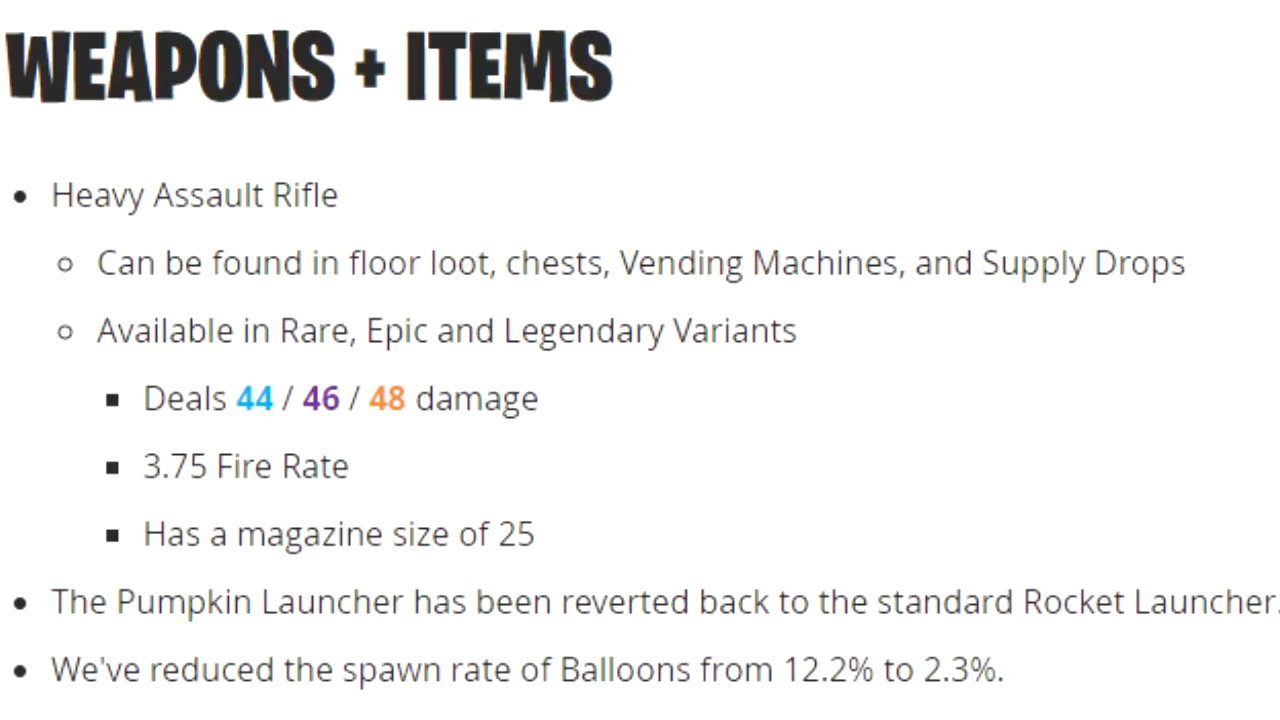 WEAPONS + ITEMS
Heavy Assault Rifle
Can be found in floor loot, chests, Vending Machines, and Supply Drops
Available in Rare, Epic and Legendary Variants
Deals 44 / 46 / 48 damage
3.75 Fire Rate
Has a magazine size of 25
The Pumpkin Launcher has been reverted back to the standard Rocket Launcher.
We've reduced the spawn rate of Balloons from 12.2% to 2.3%.